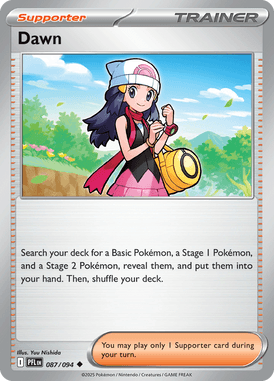 Supporter
TRAINER
Dawn
Search your deck for a Basic Pokémon, a Stage 1 Pokémon,
and a Stage 2 Pokémon, reveal them, and put them into
your hand. Then, shuffle your deck.
Illus. Yuu Nishida
You may play only 1 Supporter card during
your turn.
I PFL EN 087/094
©2025 Pokémon / Nintendo / Creatures / GAME FREAK